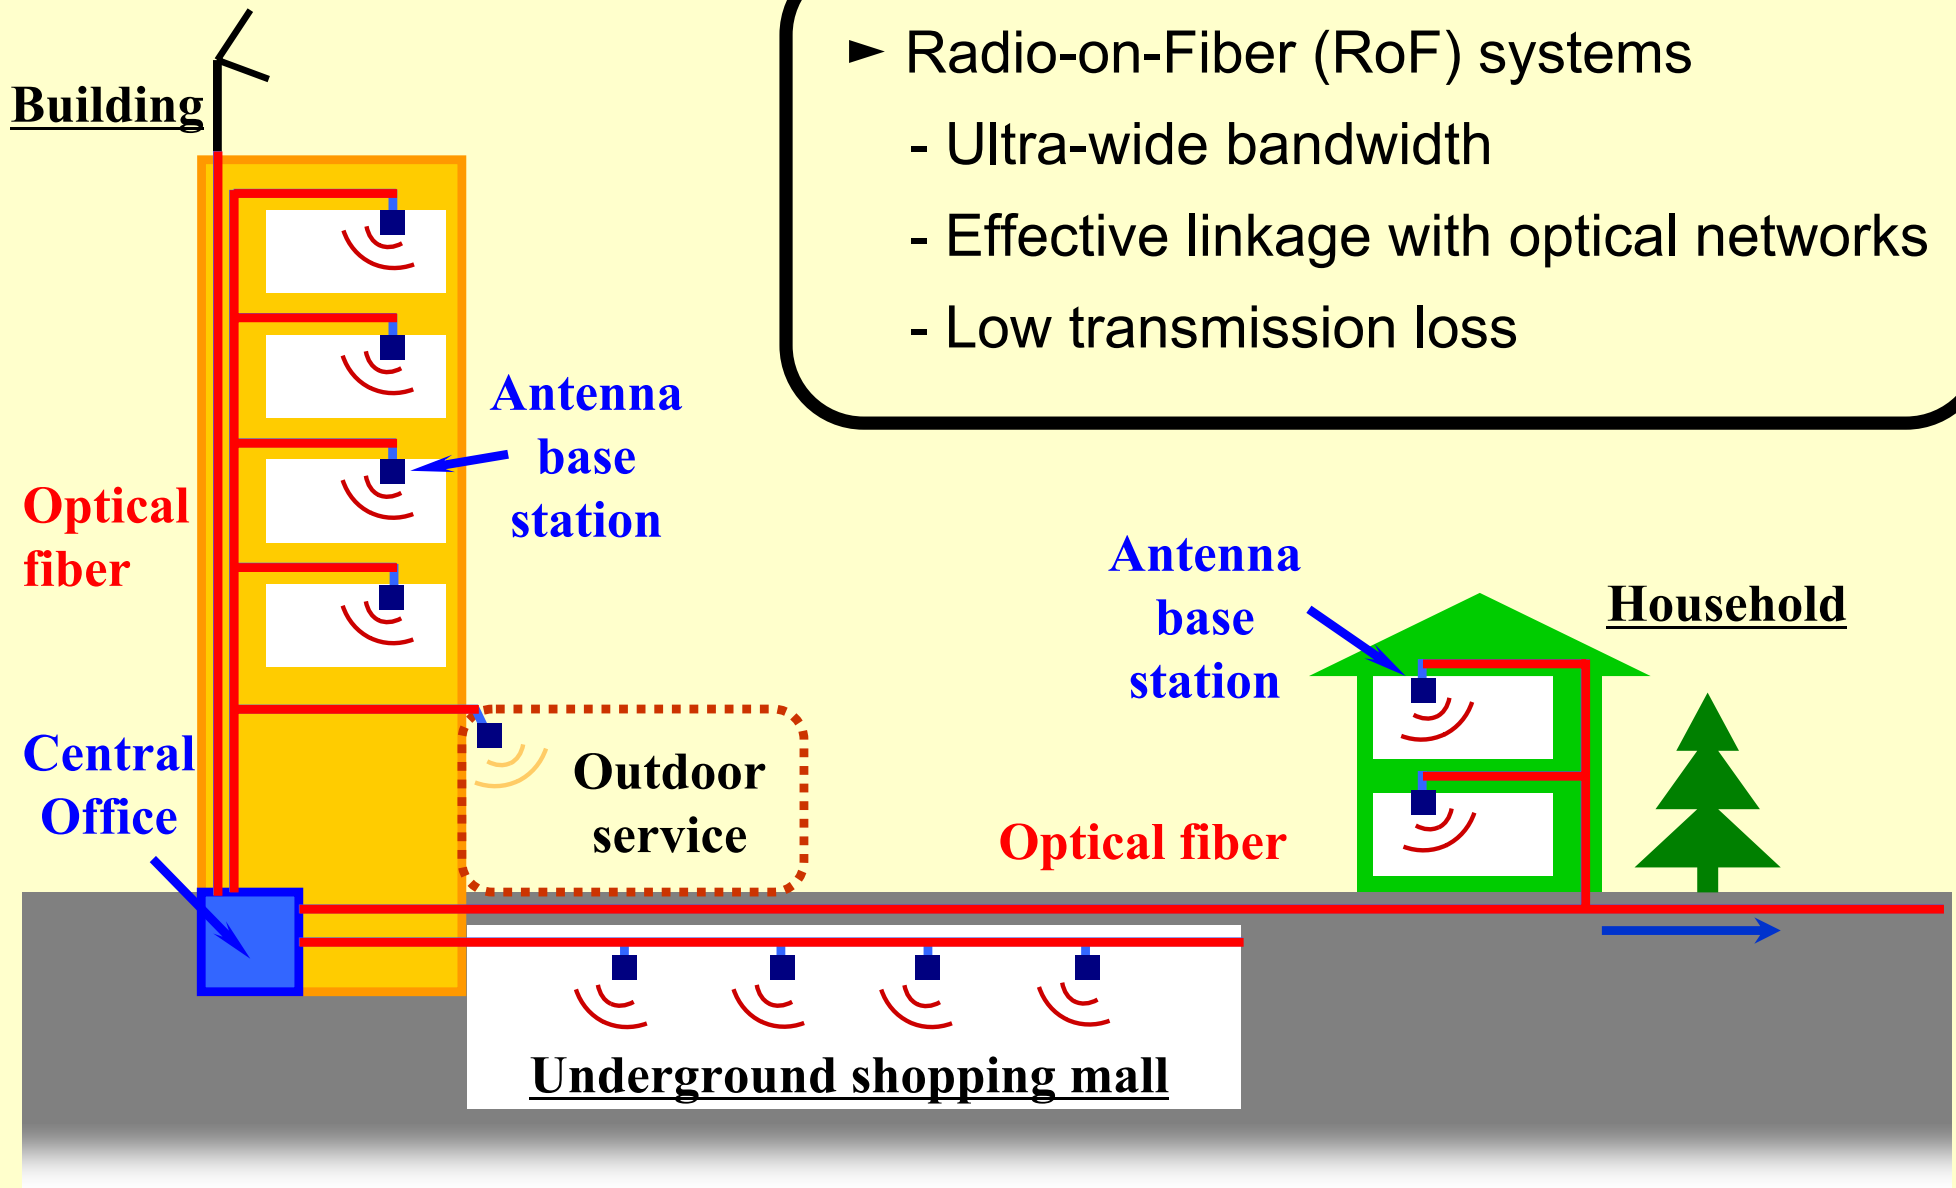 ► Radio-on-Fiber (RoF) systems
- Ultra-wide bandwidth
- Effective linkage with optical networks
- Low transmission loss
Building
Antenna
base
station
Optical
fiber
Antenna
base
station
Household
Central
Office
Outdoor
service
Optical fiber
Underground shopping mall